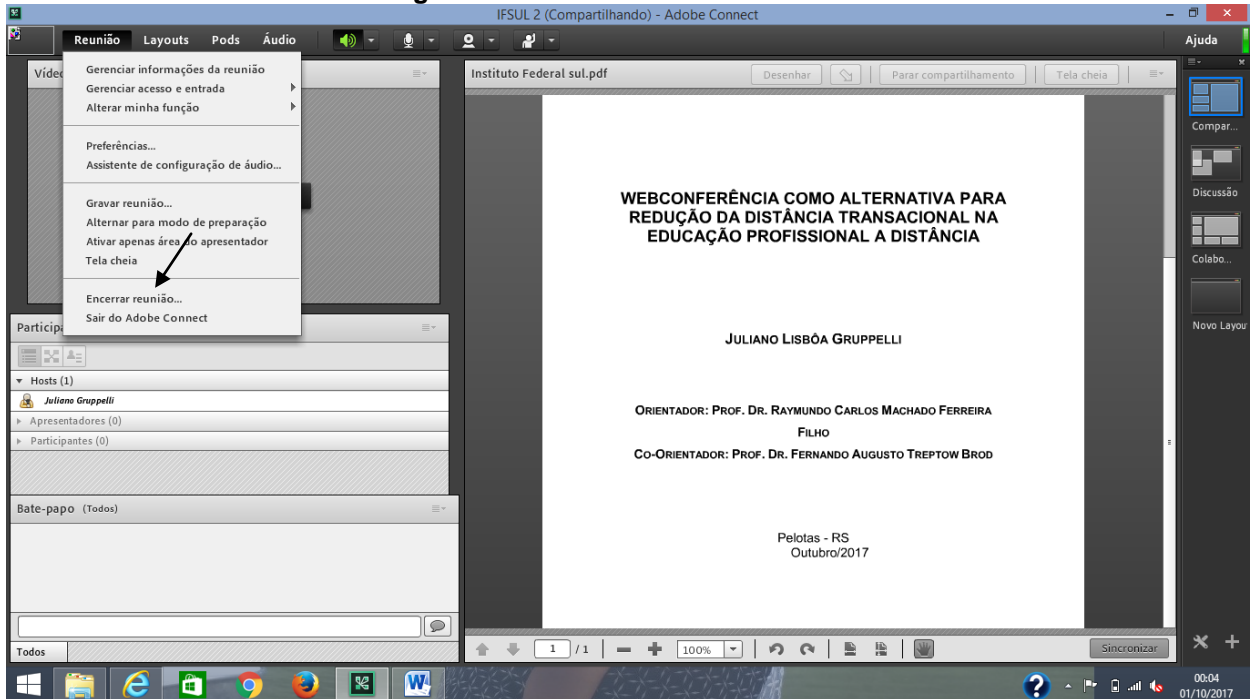 IFSUL 2 (Compartilhando) - Adobe Connect
Reunião Layouts Pods Áudio Ajuda
Gerenciar informações da reunião
Gerenciar acesso e entrada
Alterar minha função
Preferências...
Assistente de configuração de áudio...
Gravar reunião...
Alternar para modo de preparação
Ativar apenas área do apresentador
Tela cheia
Encerrar reunião...
Sair do Adobe Connect
Hosts (1)
Juliano Gruppelli
Apresentadores (0)
Participantes (0)
Bate-papo (Todos)
Todos
Instituto Federal sul.pdf Desenhar Parar compartilhamento Tela cheia
WEBCONFERÊNCIA COMO ALTERNATIVA PARA
REDUÇÃO DA DISTÂNCIA TRANSACIONAL NA
EDUCAÇÃO PROFISSIONAL A DISTÂNCIA
JULIANO LISBÔA GRUPPELLI
ORIENTADOR: PROF. DR. RAYMUNDO CARLOS MACHADO FERREIRA
FILHO
CO-ORIENTADOR: PROF. DR. FERNANDO AUGUSTO TREPTOW BROD
Pelotas - RS
Outubro/2017
1 / 1 100% Sincronizar
Compar...
Discussão
Colabo...
Novo Layou
00:04
01/10/2017